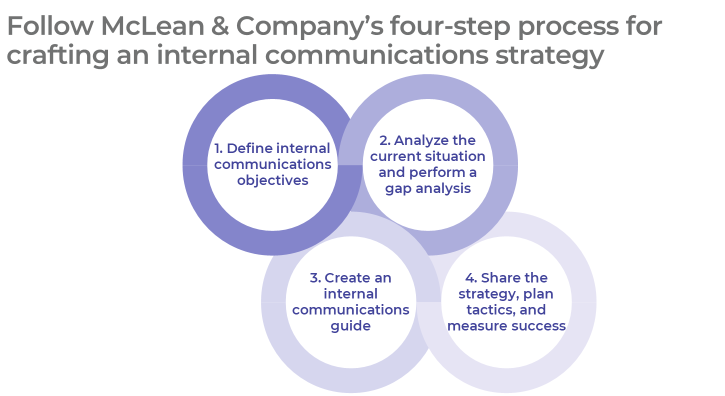 Follow McLean & Company’s four-step process for
crafting an internal communications strategy
1. Define internal
communications
objectives
2. Analyze the
current situation
and perform a
gap analysis
3. Create an
internal
communications
guide
4. Share the
strategy, plan
tactics, and
measure success